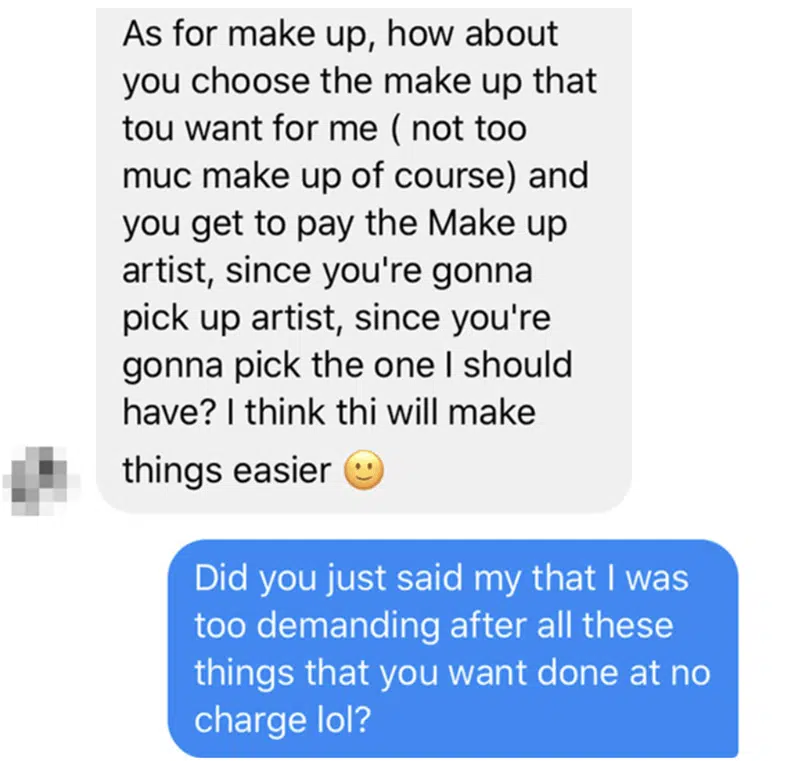 As for make up, how about
you choose the make up that
tou want for me ( not too
muc make up of course) and
you get to pay the Make up
artist, since you're gonna
pick up artist, since you're
gonna pick the one I should
have? I think thi will make
things easier 🙂
Did you just said my that I was
too demanding after all these
things that you want done at no
charge lol?